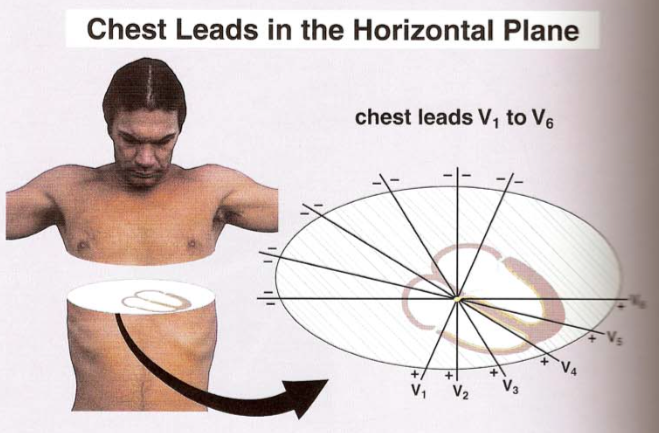 Chest Leads in the Horizontal Plane
chest leads V₁ to V₆
V₆
V₅
V₄
V₃
V₂
V₁